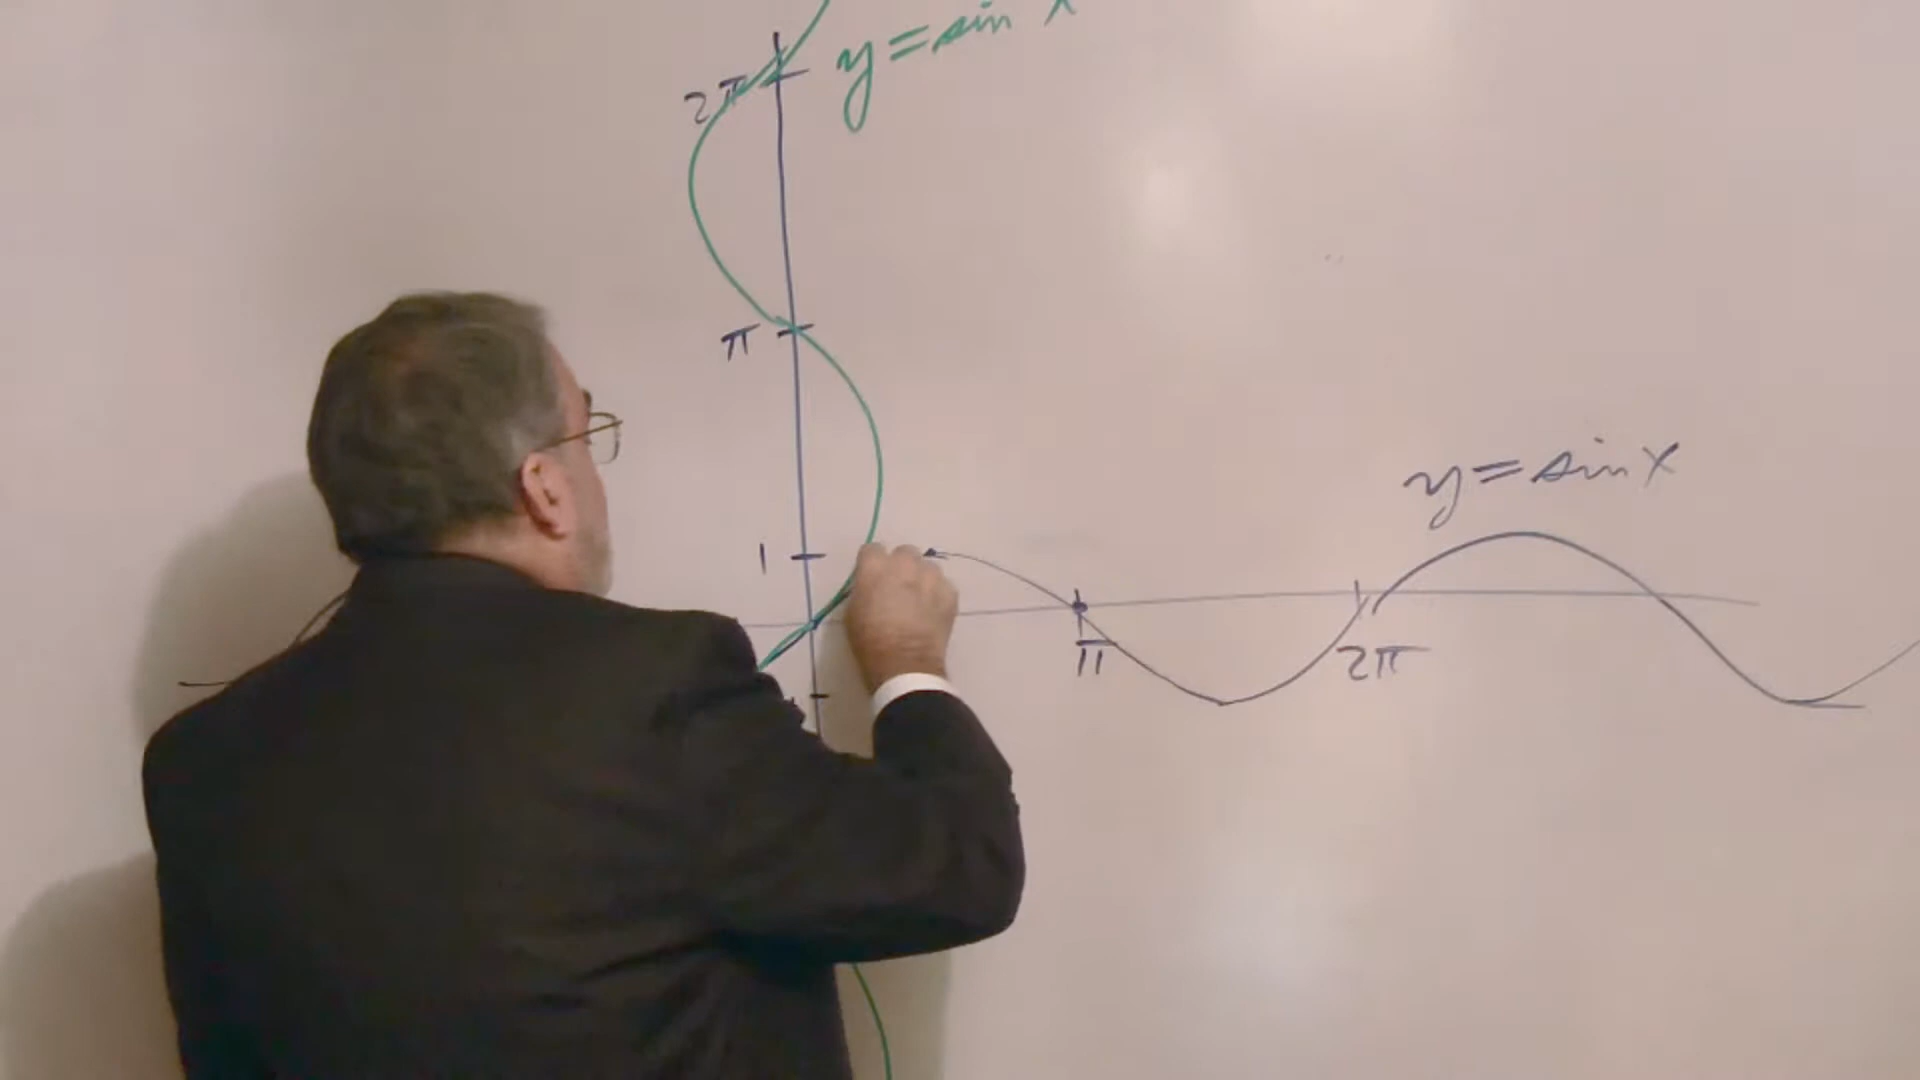 y = sin x
2π
π
y = sin x
1
π
2π